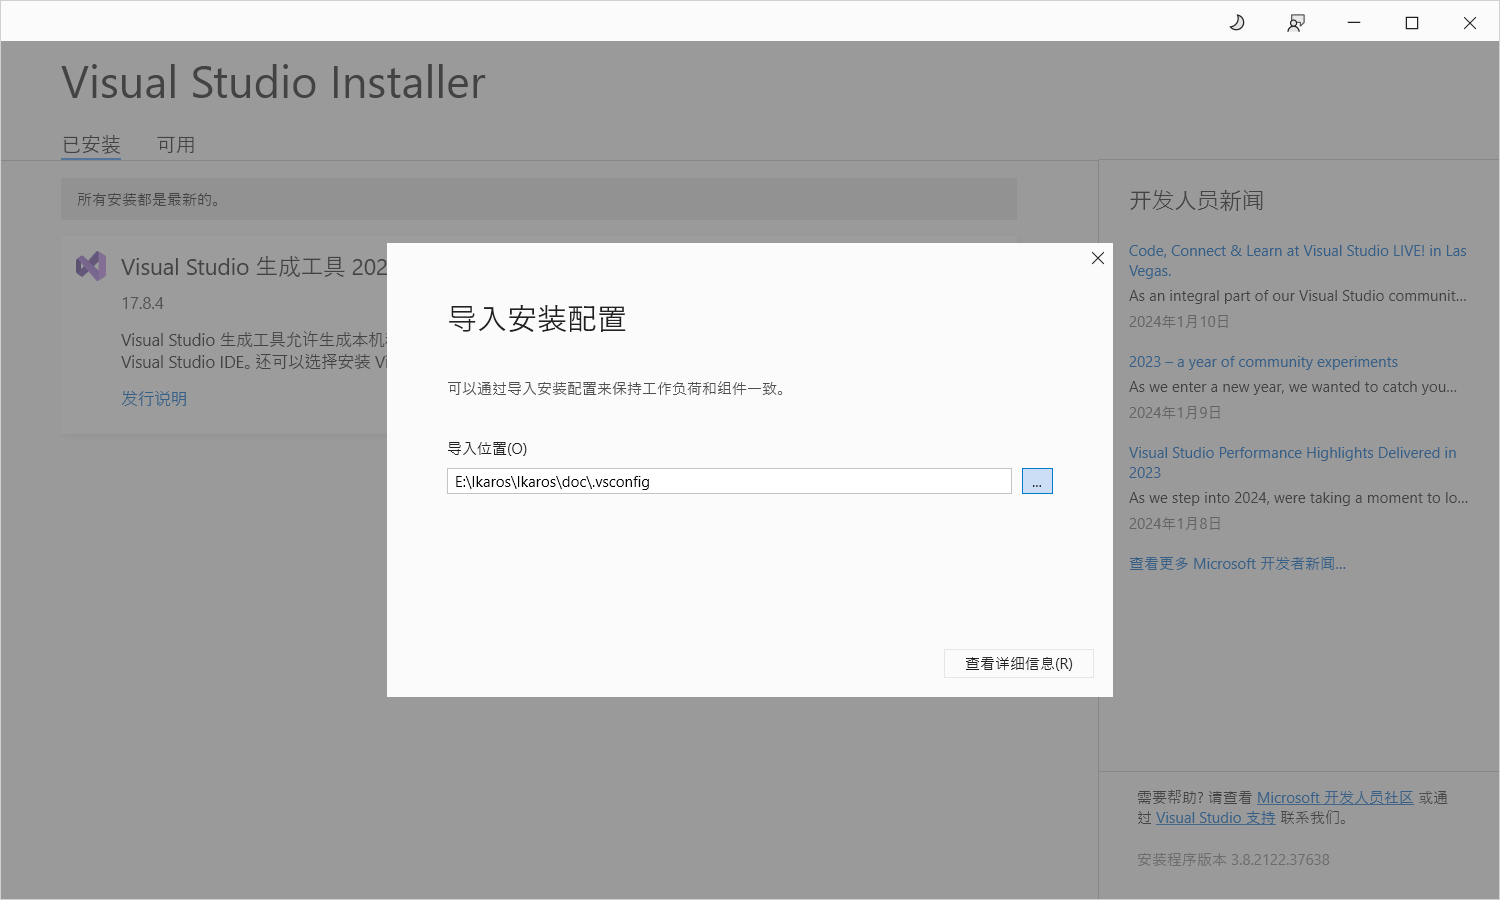 Visual Studio Installer
已安装
可用
所有安装都是最新的。
Visual Studio 生成工具 202
17.8.4
Visual Studio 生成工具允许生成本机
Visual Studio IDE。还可以选择安装 Vi
发行说明
导入安装配置
可以通过导入安装配置来保持工作负荷和组件一致。
导入位置(O)
E:\Ikaros\Ikaros\doc\.vsconfig
...
查看详细信息(R)
开发人员新闻
Code, Connect & Learn at Visual Studio LIVE! in Las
Vegas.
As an integral part of our Visual Studio communit...
2024年1月10日
2023 – a year of community experiments
As we enter a new year, we wanted to catch you...
2024年1月9日
Visual Studio Performance Highlights Delivered in
2023
As we step into 2024, were taking a moment to lo...
2024年1月8日
查看更多 Microsoft 开发者新闻...
需要帮助? 请查看 Microsoft 开发人员社区 或通
过 Visual Studio 支持 联系我们。
安装程序版本 3.8.2122.37638